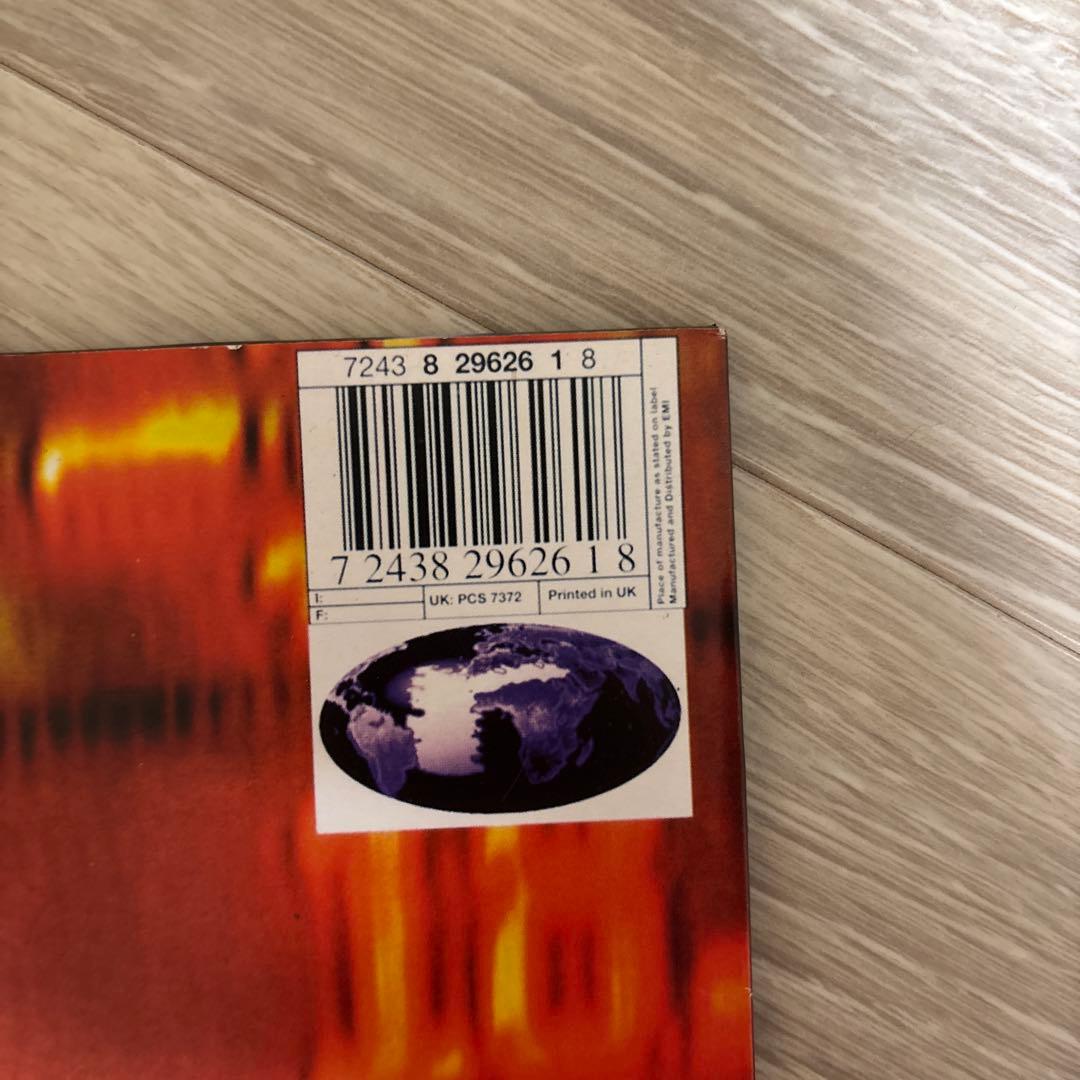 7243 8 29626 1 8
7 2438 29626 1 8
I:
F:
UK: PCS 7372
Printed in UK
Place of manufacture as stated on label
Manufactured and Distributed by EMI